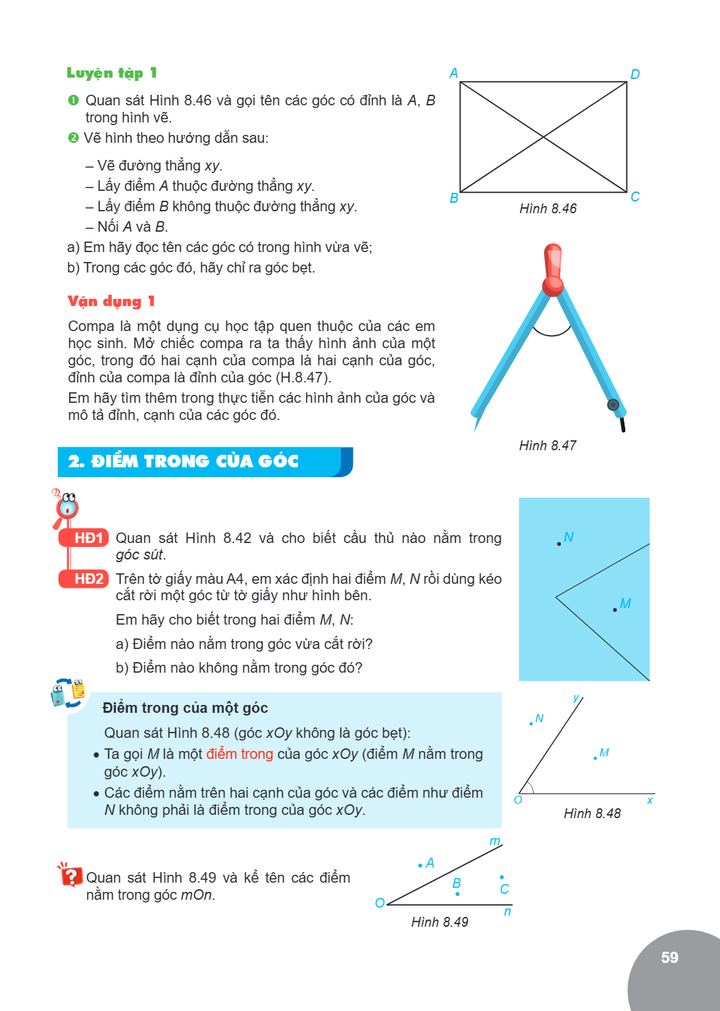 Luyện tập 1
1 Quan sát Hình 8.46 và gọi tên các góc có đỉnh là A, B
trong hình vẽ.
2 Vẽ hình theo hướng dẫn sau:
– Vẽ đường thẳng xy.
– Lấy điểm A thuộc đường thẳng xy.
– Lấy điểm B không thuộc đường thẳng xy.
– Nối A và B.
a) Em hãy đọc tên các góc có trong hình vừa vẽ;
b) Trong các góc đó, hãy chỉ ra góc bẹt.
A
D
B
C
Hình 8.46
Vận dụng 1
Compa là một dụng cụ học tập quen thuộc của các em
học sinh. Mở chiếc compa ra ta thấy hình ảnh của một
góc, trong đó hai cạnh của compa là hai cạnh của góc,
đỉnh của compa là đỉnh của góc (H.8.47).
Em hãy tìm thêm trong thực tiễn các hình ảnh của góc và
mô tả đỉnh, cạnh của các góc đó.
Hình 8.47
2. ĐIỂM TRONG CỦA GÓC
HĐ1 Quan sát Hình 8.42 và cho biết cầu thủ nào nằm trong
góc sút.
HĐ2 Trên tờ giấy màu A4, em xác định hai điểm M, N rồi dùng kéo
cắt rời một góc từ tờ giấy như hình bên.
Em hãy cho biết trong hai điểm M, N:
a) Điểm nào nằm trong góc vừa cắt rời?
b) Điểm nào không nằm trong góc đó?
N
M
Điểm trong của một góc
Quan sát Hình 8.48 (góc xOy không là góc bẹt):
• Ta gọi M là một điểm trong của góc xOy (điểm M nằm trong
góc xOy).
• Các điểm nằm trên hai cạnh của góc và các điểm như điểm
N không phải là điểm trong của góc xOy.
y
N
M
O
x
Hình 8.48
? Quan sát Hình 8.49 và kể tên các điểm
nằm trong góc mOn.
m
A
B
C
O
n
Hình 8.49
59